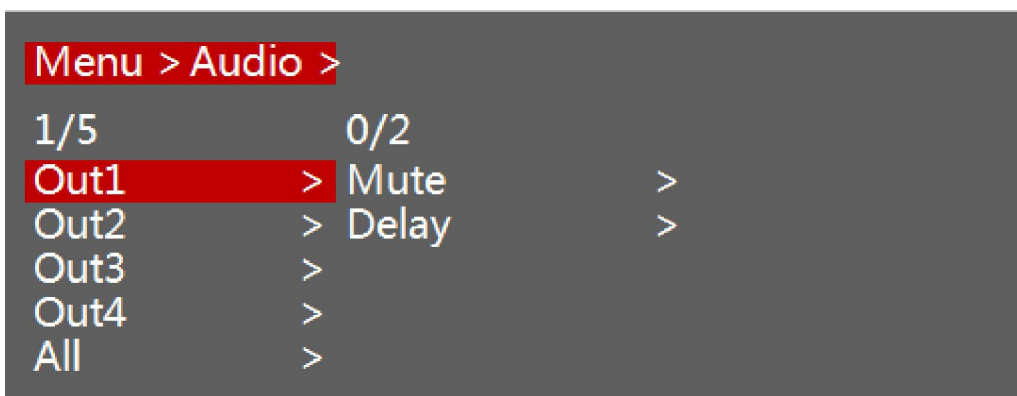 Menu > Audio >
1/5 0/2
Out1 > Mute >
Out2 > Delay >
Out3 >
Out4 >
All >